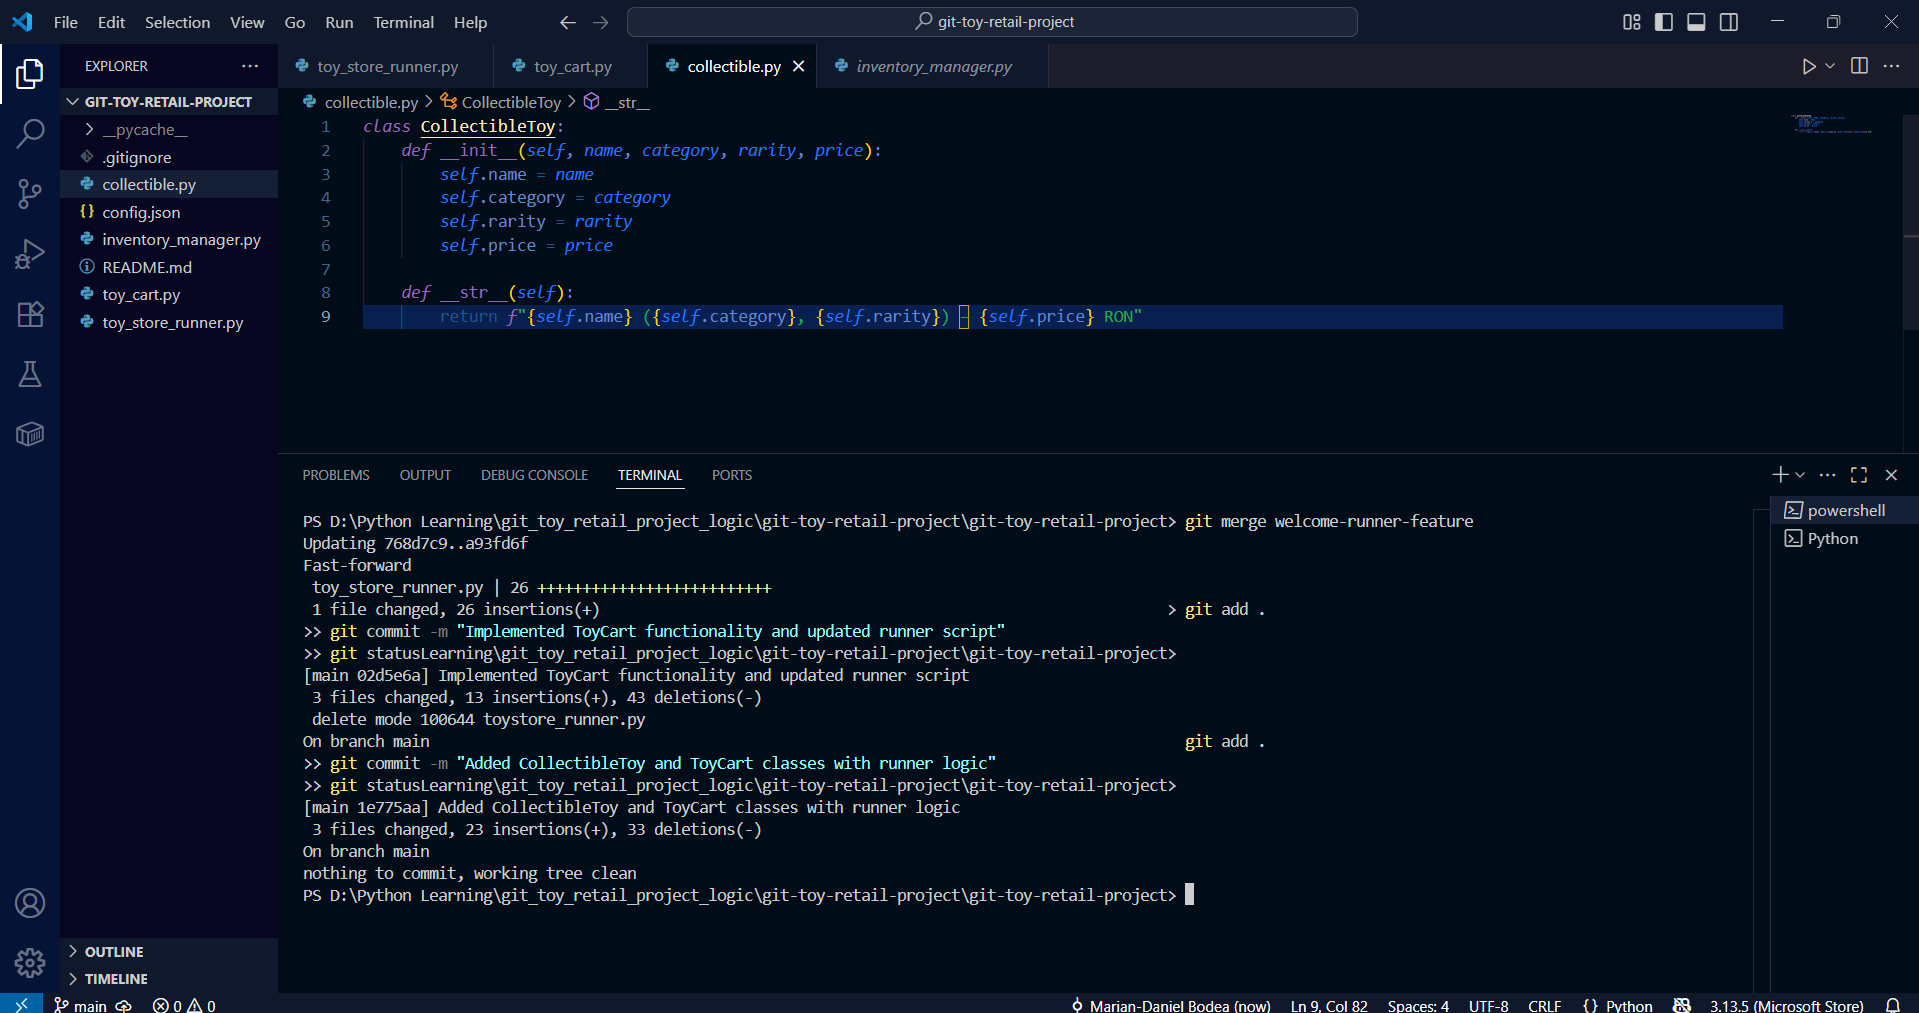 File Edit Selection View Go Run Terminal Help
git-toy-retail-project
EXPLORER
toy_store_runner.py
toy_cart.py
collectible.py
inventory_manager.py
GIT-TOY-RETAIL-PROJECT
__pycache__
.gitignore
collectible.py
config.json
inventory_manager.py
README.md
toy_cart.py
toy_store_runner.py
collectible.py > CollectibleToy > __str__
1 class CollectibleToy:
2 def __init__(self, name, category, rarity, price):
3 self.name = name
4 self.category = category
5 self.rarity = rarity
6 self.price = price
7
8 def __str__(self):
9 return f"{self.name} ({self.category}, {self.rarity}) – {self.price} RON"
PROBLEMS OUTPUT DEBUG CONSOLE TERMINAL PORTS
powershell
Python
PS D:\Python Learning\git_toy_retail_project_logic\git-toy-retail-project\git-toy-retail-project> git merge welcome-runner-feature
Updating 768d7c9..a93fd6f
Fast-forward
toy_store_runner.py | 26 ++++++++++++++++++++++++++
1 file changed, 26 insertions(+) > git add .
>> git commit -m "Implemented ToyCart functionality and updated runner script"
>> git statusLearning\git_toy_retail_project_logic\git-toy-retail-project\git-toy-retail-project>
[main 02d5e6a] Implemented ToyCart functionality and updated runner script
3 files changed, 13 insertions(+), 43 deletions(-)
delete mode 100644 toystore_runner.py
On branch main git add .
>> git commit -m "Added CollectibleToy and ToyCart classes with runner logic"
>> git statusLearning\git_toy_retail_project_logic\git-toy-retail-project\git-toy-retail-project>
[main 1e775aa] Added CollectibleToy and ToyCart classes with runner logic
3 files changed, 23 insertions(+), 33 deletions(-)
On branch main
nothing to commit, working tree clean
PS D:\Python Learning\git_toy_retail_project_logic\git-toy-retail-project\git-toy-retail-project>
OUTLINE
TIMELINE
main 0 0 Marian-Daniel Bodea (now) Ln 9, Col 82 Spaces: 4 UTF-8 CRLF {} Python 3.13.5 (Microsoft Store)